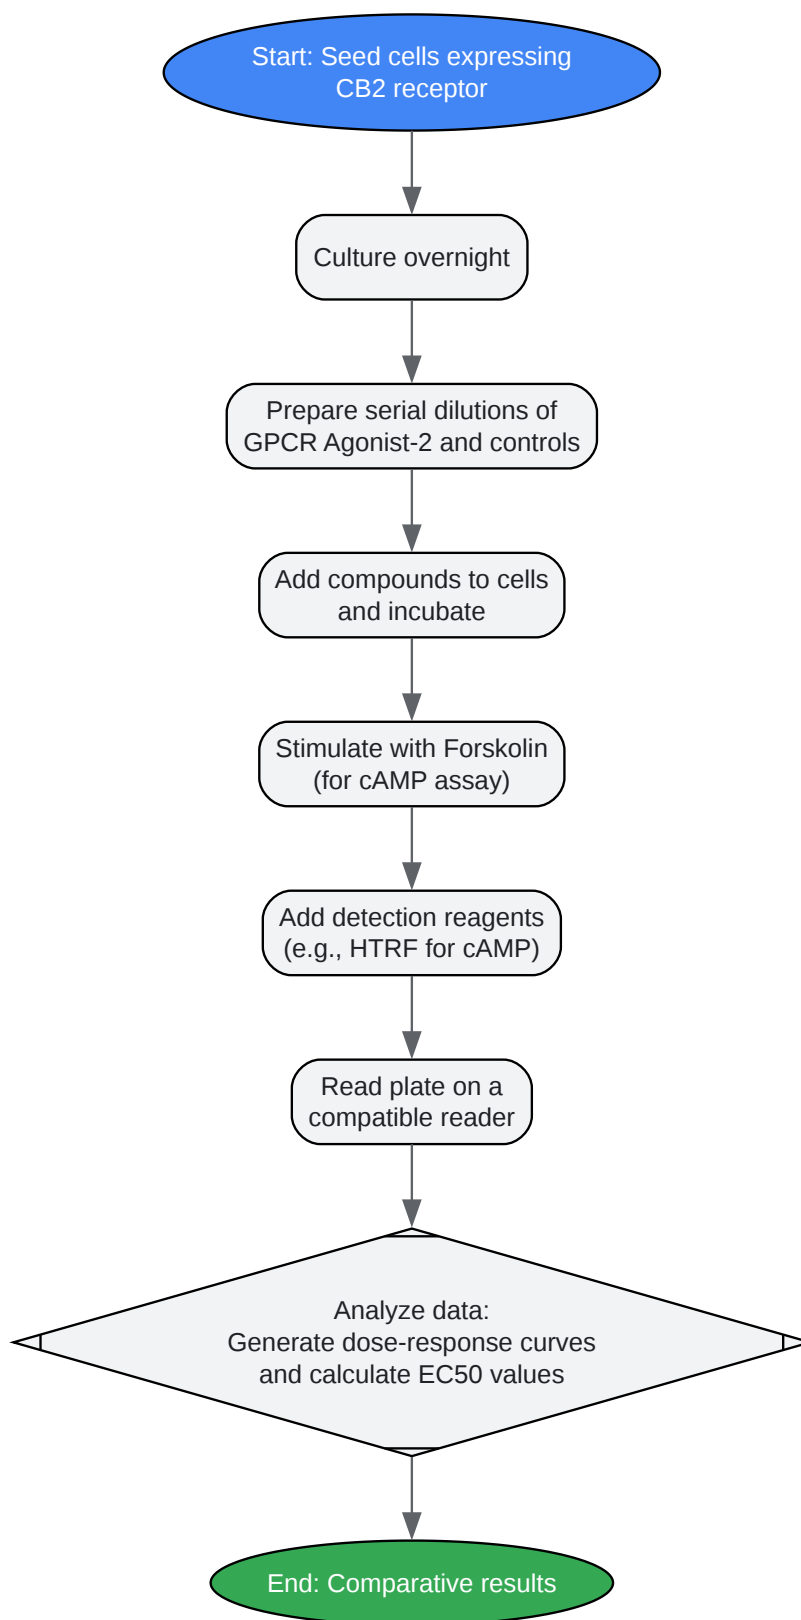 Start: Seed cells expressing
CB2 receptor
Culture overnight
Prepare serial dilutions of
GPCR Agonist-2 and controls
Add compounds to cells
and incubate
Stimulate with Forskolin
(for cAMP assay)
Add detection reagents
(e.g., HTRF for cAMP)
Read plate on a
compatible reader
Analyze data:
Generate dose-response curves
and calculate EC50 values
End: Comparative results